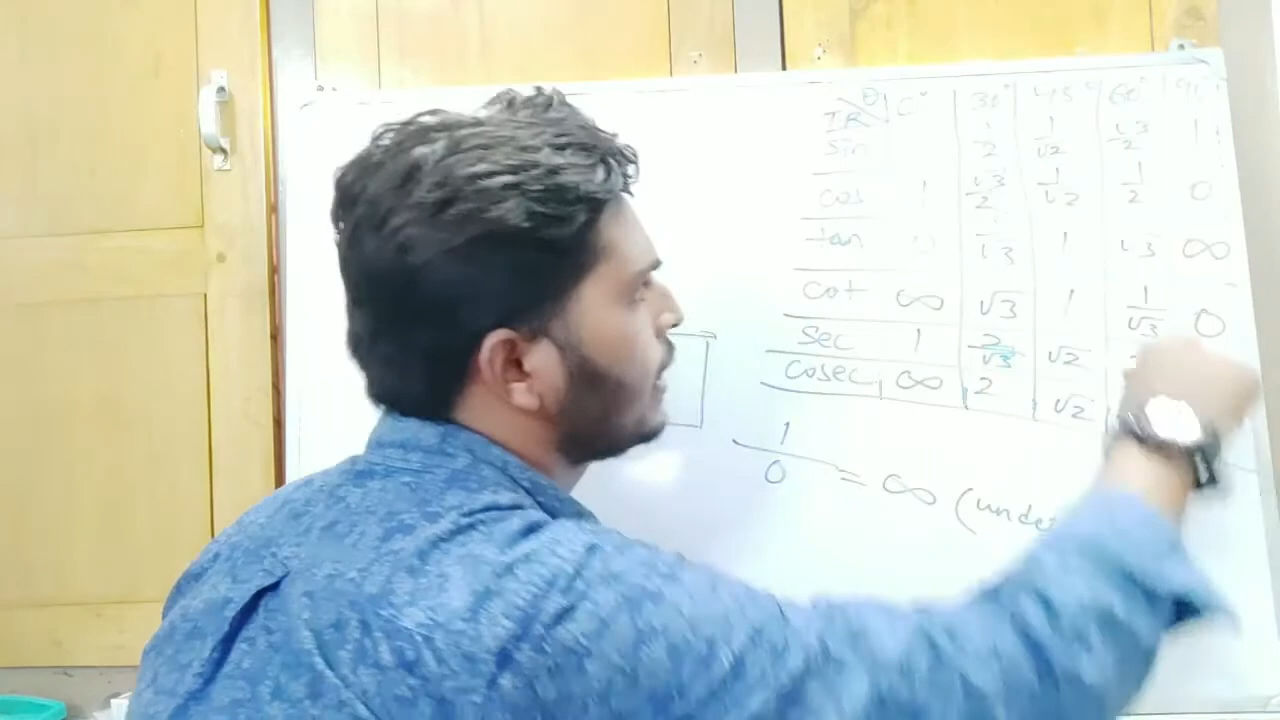 θ 0° 30° 45° 60° 90°
TR
sin 1/2 1/√2 √3/2 1
cos 1 √3/2 1/√2 1/2 0
tan 0 1/√3 1 √3 ∞
cot ∞ √3 1 1/√3 0
sec 1 2/√3 √2
cosec ∞ 2 √2
1/0 = ∞ (unde